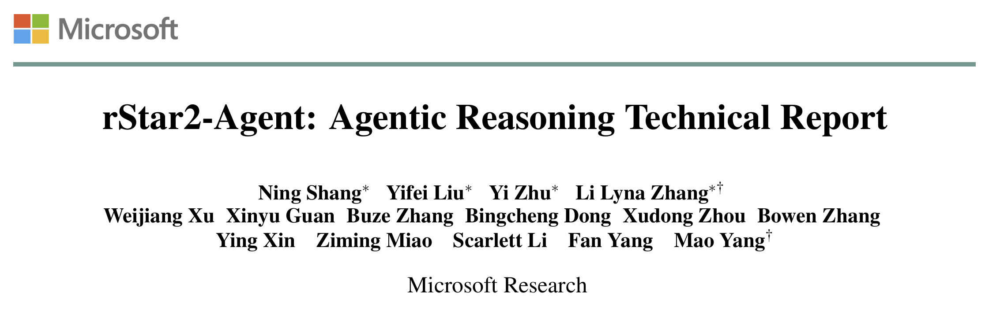 Microsoft
rStar2-Agent: Agentic Reasoning Technical Report
Ning Shang* Yifei Liu* Yi Zhu* Li Lyna Zhang*†
Weijiang Xu Xinyu Guan Buze Zhang Bingcheng Dong Xudong Zhou Bowen Zhang
Ying Xin Ziming Miao Scarlett Li Fan Yang Mao Yang†
Microsoft Research